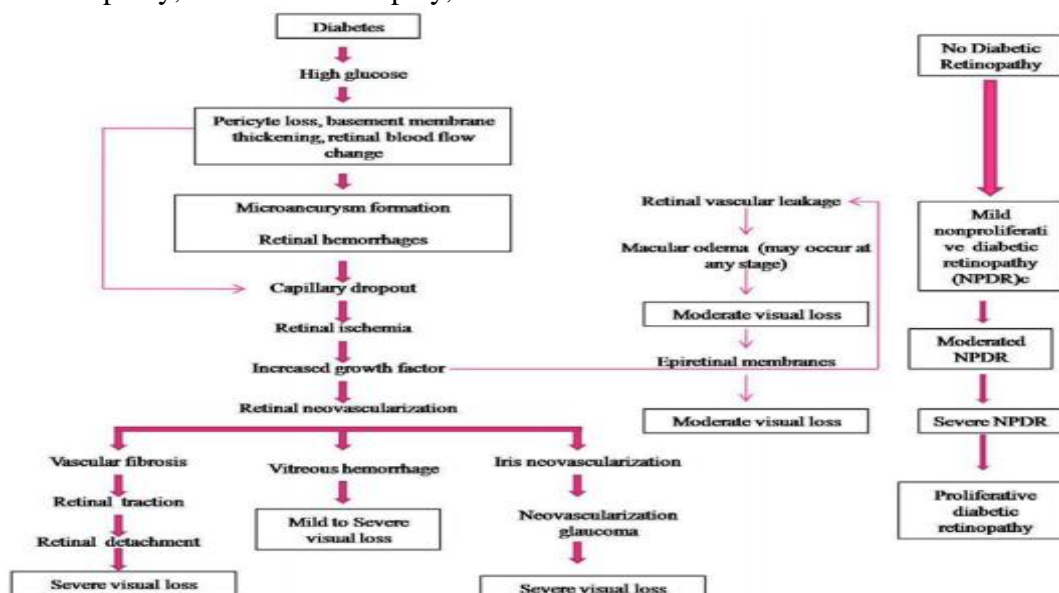 Diabetes
High glucose
Pericyte loss, basement membrane
thickening, retinal blood flow
change
Microaneurysm formation
Retinal hemorrhages
Capillary dropout
Retinal ischemia
Increased growth factor
Retinal neovascularization
Vascular fibrosis
Retinal traction
Retinal detachment
Severe visual loss
Vitreous hemorrhage
Mild to Severe
visual loss
Iris neovascularization
Neovascularization
glaucoma
Severe visual loss
Retinal vascular leakage
Macular odema (may occur at
any stage)
Moderate visual loss
Epiretinal membranes
Moderate visual loss
No Diabetic
Retinopathy
Mild
nonproliferati
ve diabetic
retinopathy
(NPDR)c
Moderated
NPDR
Severe NPDR
Proliferative
diabetic
retinopathy